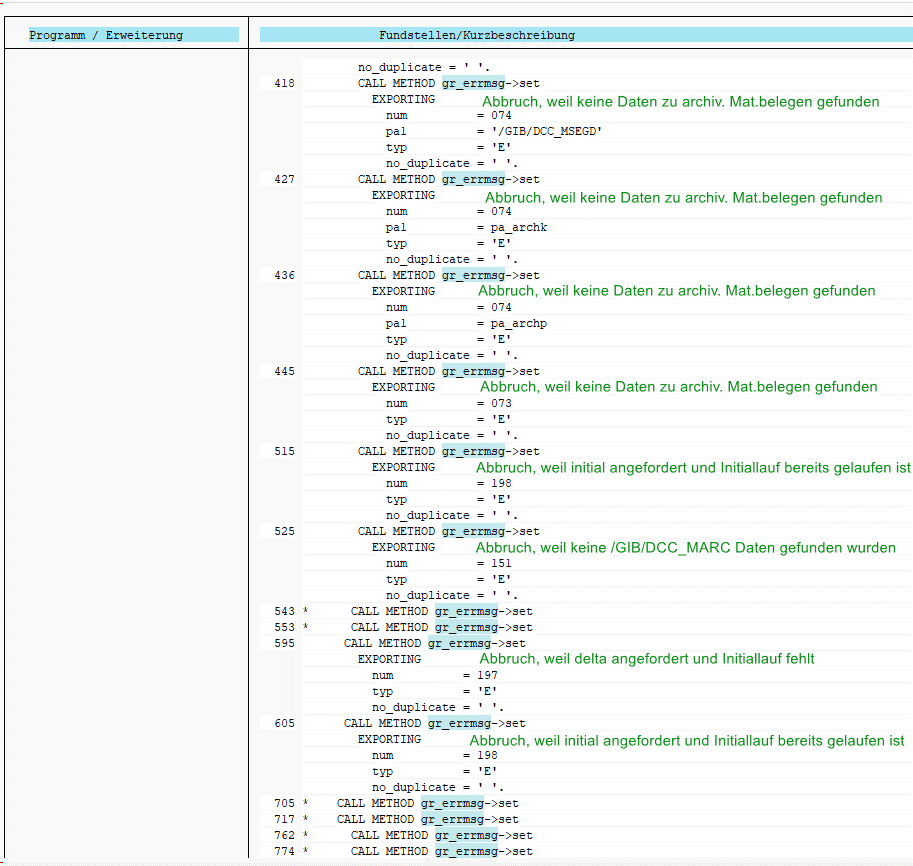 Programm / Erweiterung Fundstellen/Kurzbeschreibung
no_duplicate = ' '.
418 CALL METHOD gr_errmsg->set
EXPORTING Abbruch, weil keine Daten zu archiv. Mat.belegen gefunden
num = 074
pa1 = '/GIB/DCC_MSEGD'
typ = 'E'
no_duplicate = ' '.
427 CALL METHOD gr_errmsg->set
EXPORTING Abbruch, weil keine Daten zu archiv. Mat.belegen gefunden
num = 074
pa1 = pa_archk
typ = 'E'
no_duplicate = ' '.
436 CALL METHOD gr_errmsg->set
EXPORTING Abbruch, weil keine Daten zu archiv. Mat.belegen gefunden
num = 074
pa1 = pa_archp
typ = 'E'
no_duplicate = ' '.
445 CALL METHOD gr_errmsg->set
EXPORTING Abbruch, weil keine Daten zu archiv. Mat.belegen gefunden
num = 073
typ = 'E'
no_duplicate = ' '.
515 CALL METHOD gr_errmsg->set
EXPORTING Abbruch, weil initial angefordert und Initiallauf bereits gelaufen ist
num = 198
typ = 'E'
no_duplicate = ' '.
525 CALL METHOD gr_errmsg->set
EXPORTING Abbruch, weil keine /GIB/DCC_MARC Daten gefunden wurden
num = 151
typ = 'E'
no_duplicate = ' '.
543 * CALL METHOD gr_errmsg->set
553 * CALL METHOD gr_errmsg->set
595 CALL METHOD gr_errmsg->set
EXPORTING Abbruch, weil delta angefordert und Initiallauf fehlt
num = 197
typ = 'E'
no_duplicate = ' '.
605 CALL METHOD gr_errmsg->set
EXPORTING Abbruch, weil initial angefordert und Initiallauf bereits gelaufen ist
num = 198
typ = 'E'
no_duplicate = ' '.
705 * CALL METHOD gr_errmsg->set
717 * CALL METHOD gr_errmsg->set
762 * CALL METHOD gr_errmsg->set
774 * CALL METHOD gr_errmsg->set